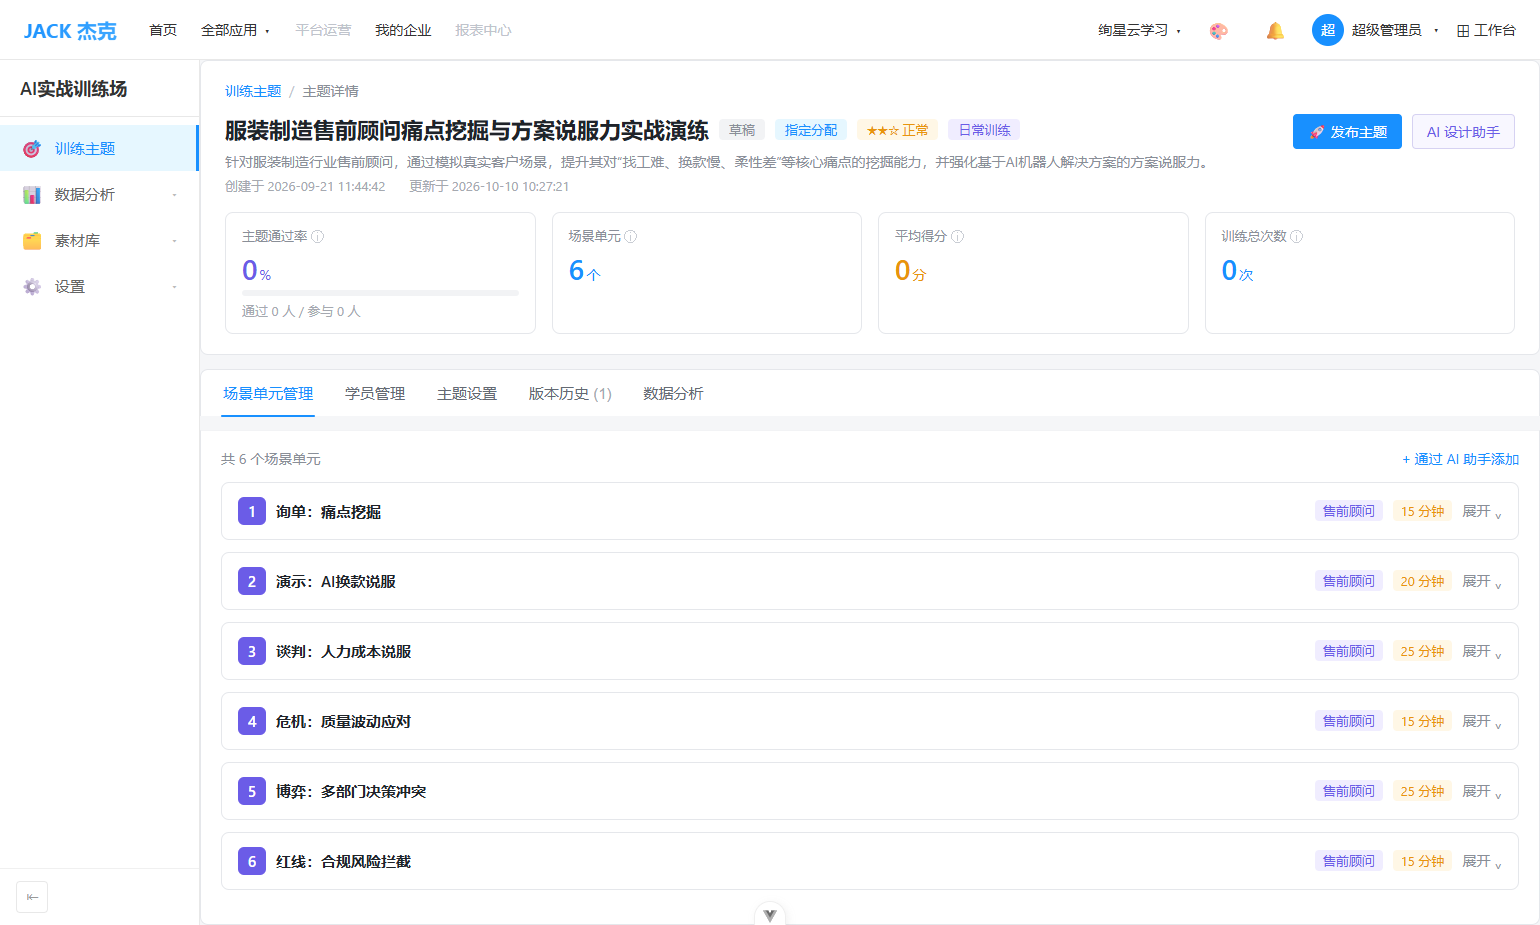 JACK 杰克 首页 全部应用 平台运营 我的企业 报表中心 绚星云学习 超 超级管理员 工作台
AI实战训练场
训练主题
数据分析
素材库
设置
训练主题 / 主题详情
服装制造售前顾问痛点挖掘与方案说服力实战演练 草稿 指定分配 ★★☆ 正常 日常训练 发布主题 AI 设计助手
针对服装制造行业售前顾问，通过模拟真实客户场景，提升其对“找工难、换款慢、柔性差”等核心痛点的挖掘能力，并强化基于AI机器人解决方案的方案说服力。
创建于 2026-09-21 11:44:42 更新于 2026-10-10 10:27:21
主题通过率
0%
通过 0 人 / 参与 0 人
场景单元
6个
平均得分
0分
训练总次数
0次
场景单元管理 学员管理 主题设置 版本历史 (1) 数据分析
共 6 个场景单元 + 通过 AI 助手添加
1 询单：痛点挖掘 售前顾问 15 分钟 展开
2 演示：AI换款说服 售前顾问 20 分钟 展开
3 谈判：人力成本说服 售前顾问 25 分钟 展开
4 危机：质量波动应对 售前顾问 15 分钟 展开
5 博弈：多部门决策冲突 售前顾问 25 分钟 展开
6 红线：合规风险拦截 售前顾问 15 分钟 展开